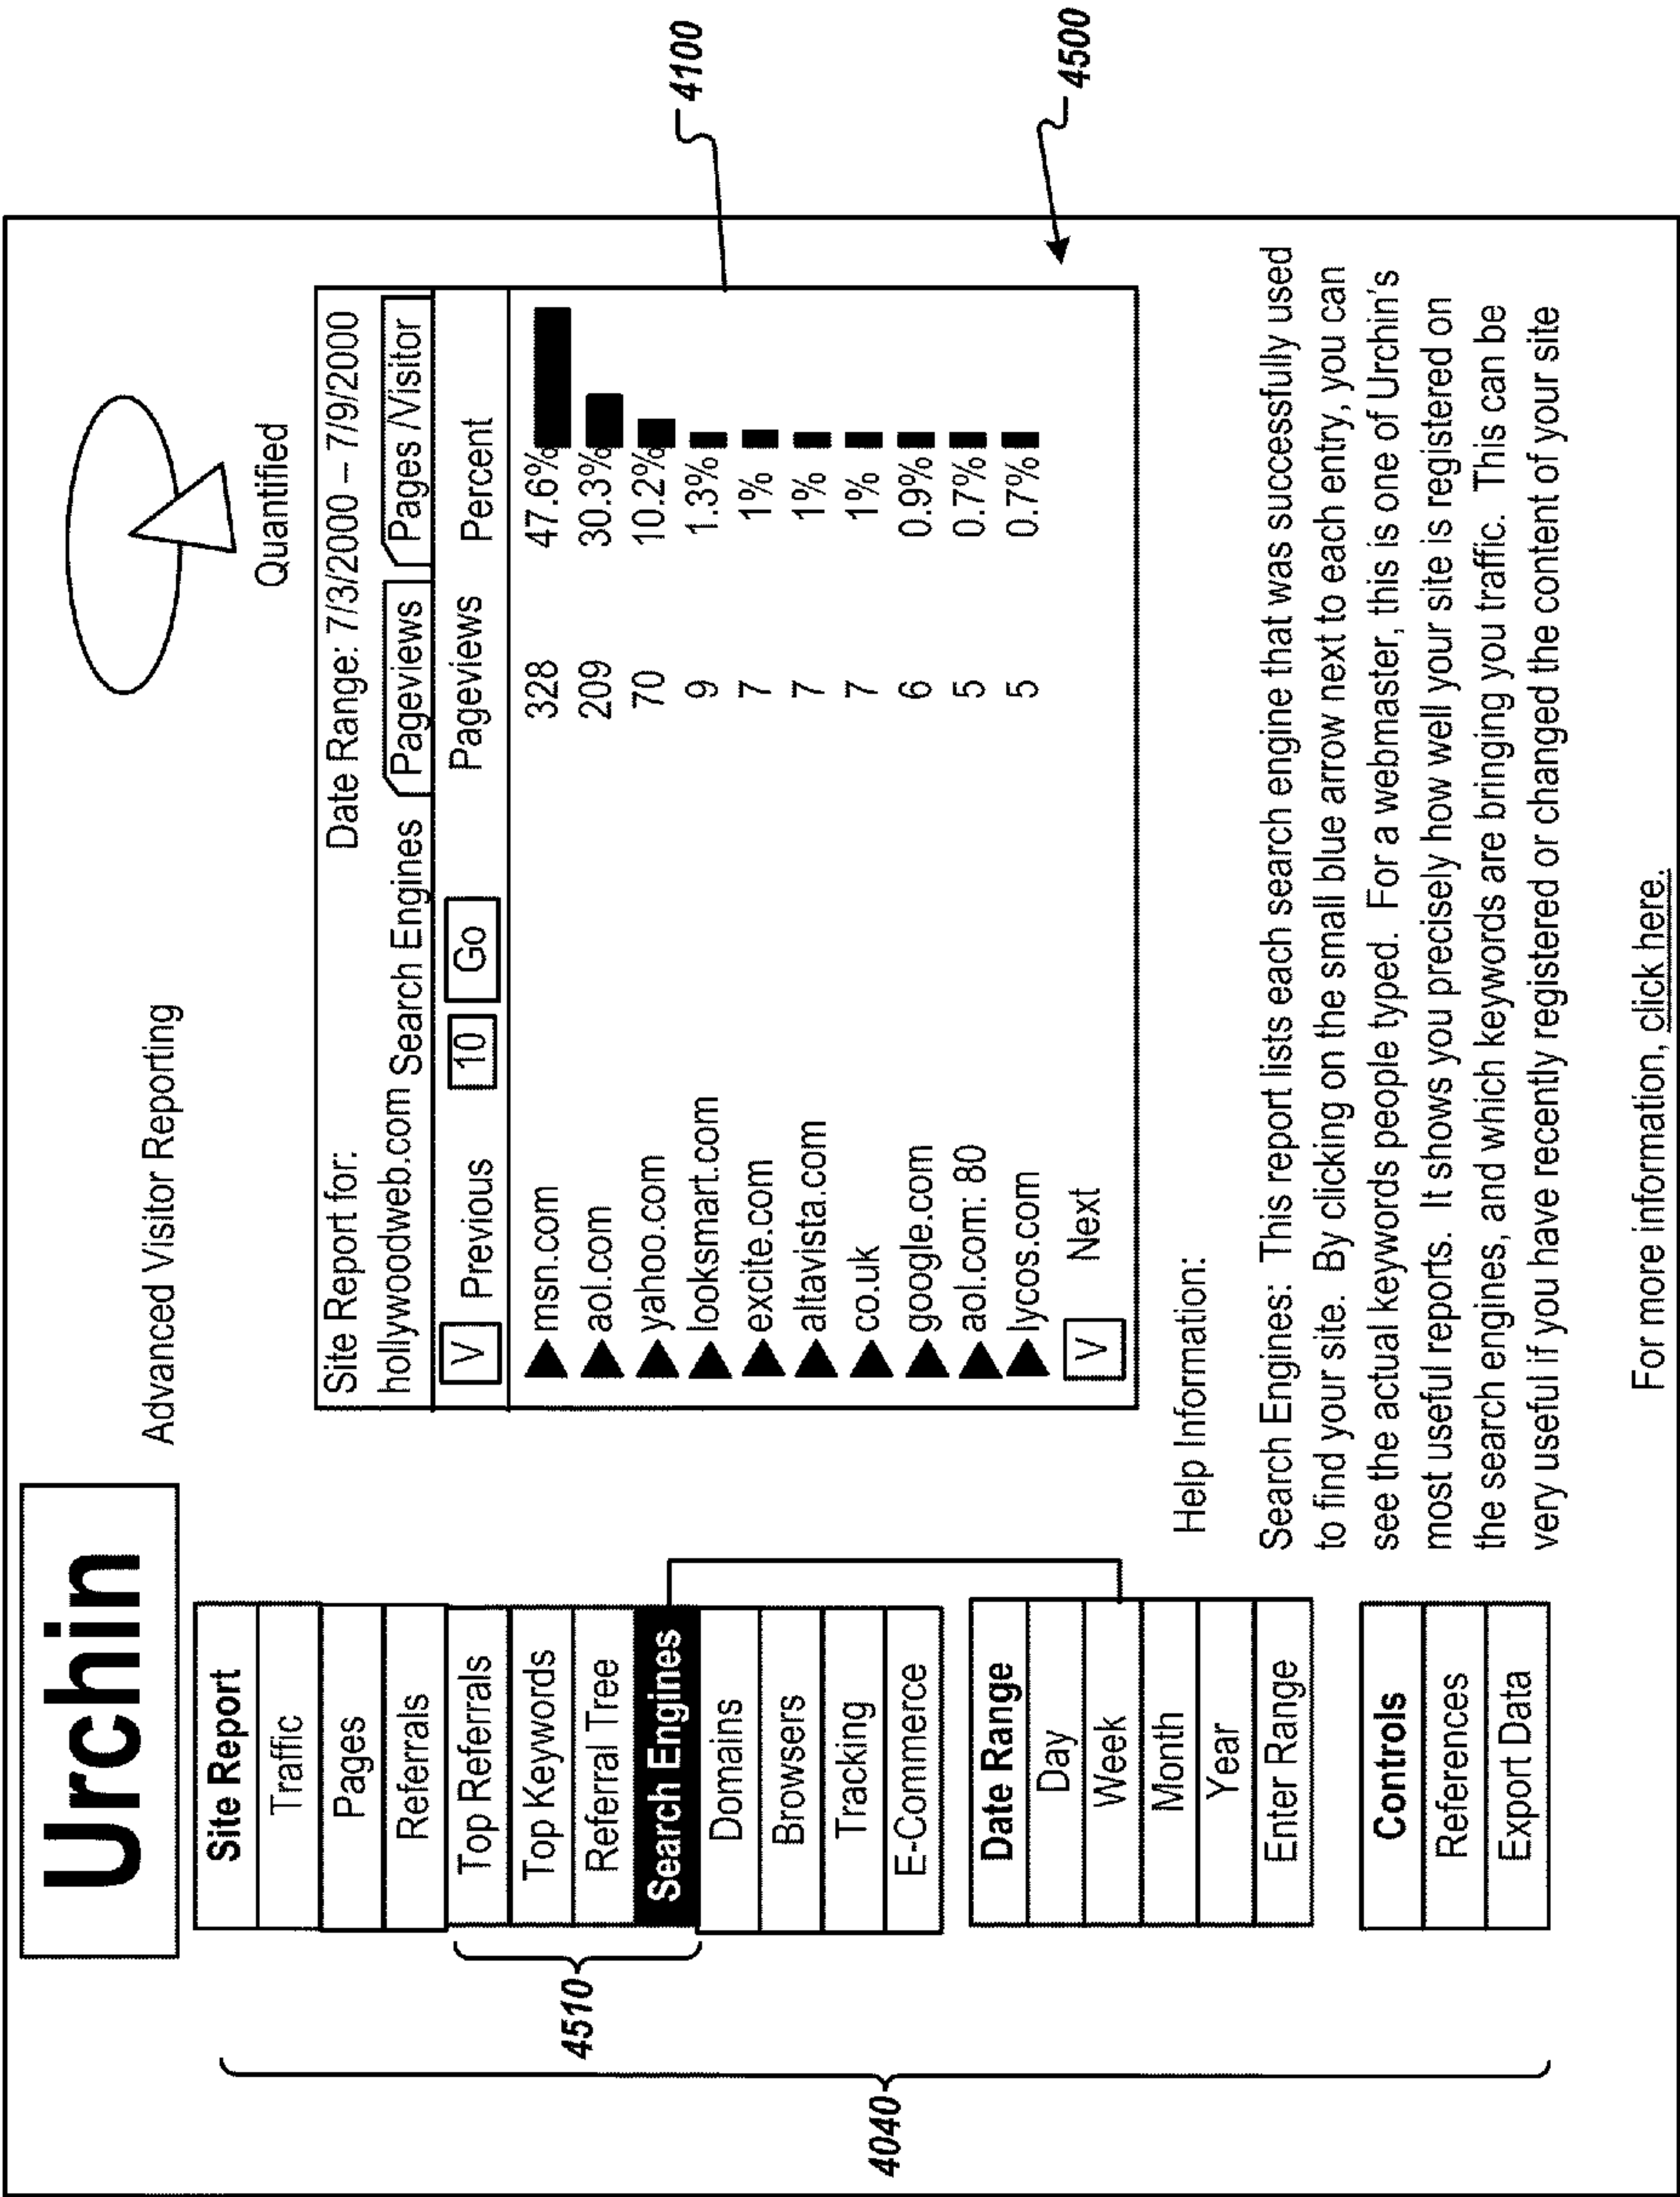 Urchin
Advanced Visitor Reporting
Quantified
Site Report
Traffic
Pages
Referrals
Top Referrals
Top Keywords
Referral Tree
Search Engines
Domains
Browsers
Tracking
E-Commerce
Date Range
Day
Week
Month
Year
Enter Range
Controls
References
Export Data
4510
4040
Site Report for: Date Range: 7/3/2000 – 7/9/2000
hollywoodweb.com Search Engines Pageviews Pages /Visitor
V Previous 10 Go Pageviews Percent
msn.com 328 47.6%
aol.com 209 30.3%
yahoo.com 70 10.2%
looksmart.com 9 1.3%
excite.com 7 1%
altavista.com 7 1%
co.uk 7 1%
google.com 6 0.9%
aol.com: 80 5 0.7%
lycos.com 5 0.7%
V Next
4100
4500
Help Information:
Search Engines: This report lists each search engine that was successfully used
to find your site. By clicking on the small blue arrow next to each entry, you can
see the actual keywords people typed. For a webmaster, this is one of Urchin's
most useful reports. It shows you precisely how well your site is registered on
the search engines, and which keywords are bringing you traffic. This can be
very useful if you have recently registered or changed the content of your site
For more information, click here.